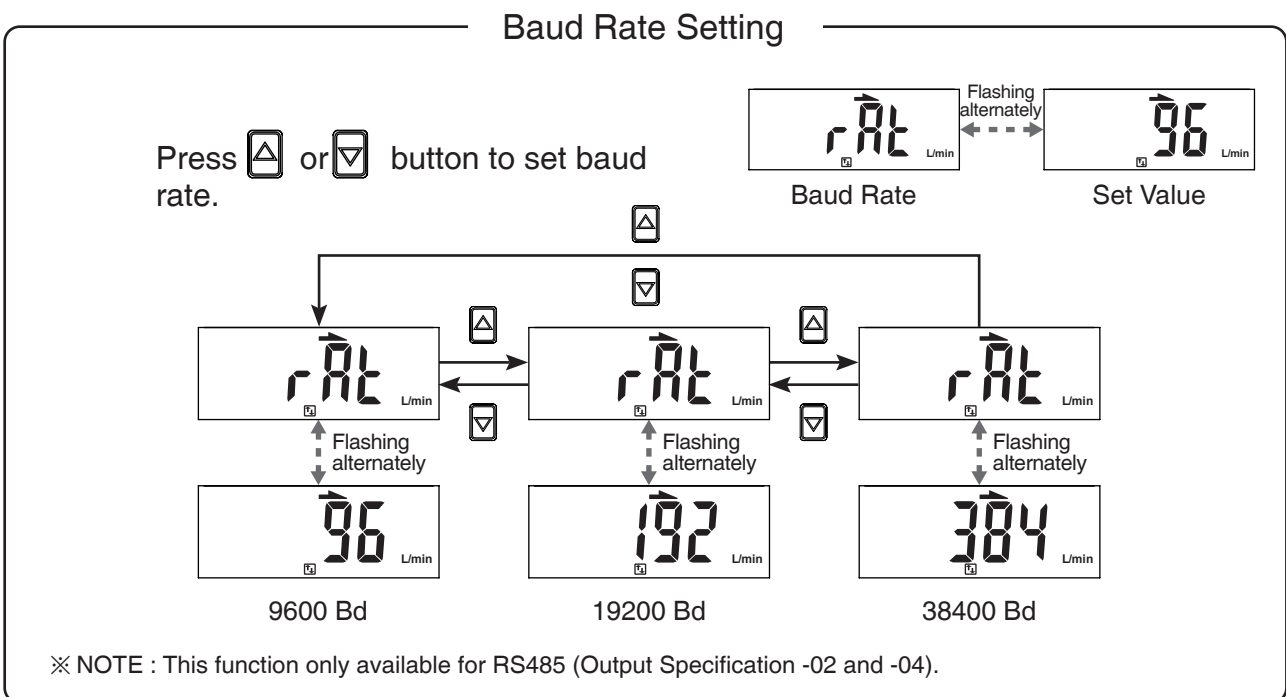 Baud Rate Setting
Press or button to set baud
rate.
rAt L/min
Flashing
alternately
96 L/min
Baud Rate
Set Value
rAt L/min
rAt L/min
rAt L/min
Flashing
alternately
Flashing
alternately
Flashing
alternately
96 L/min
192 L/min
384 L/min
9600 Bd
19200 Bd
38400 Bd
※ NOTE : This function only available for RS485 (Output Specification -02 and -04).